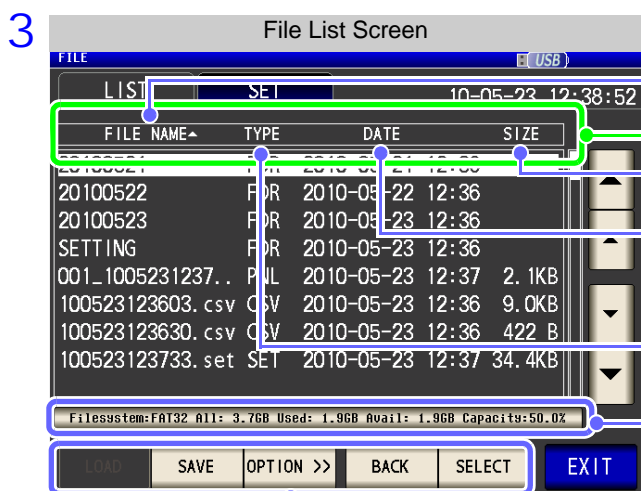 3
File List Screen
FILE USB
LIST SET 10-05-23 12:38:52
FILE NAME▲ TYPE DATE SIZE
20100522 FDR 2010-05-22 12:36
20100523 FDR 2010-05-23 12:36
SETTING FDR 2010-05-23 12:36
001_1005231237.. PNL 2010-05-23 12:37 2.1KB
100523123603.csv CSV 2010-05-23 12:36 9.0KB
100523123630.csv CSV 2010-05-23 12:36 422 B
100523123733.set SET 2010-05-23 12:37 34.4KB
Filesystem:FAT32 All: 3.7GB Used: 1.9GB Avail: 1.9GB Capacity:50.0%
LOAD SAVE OPTION >> BACK SELECT EXIT